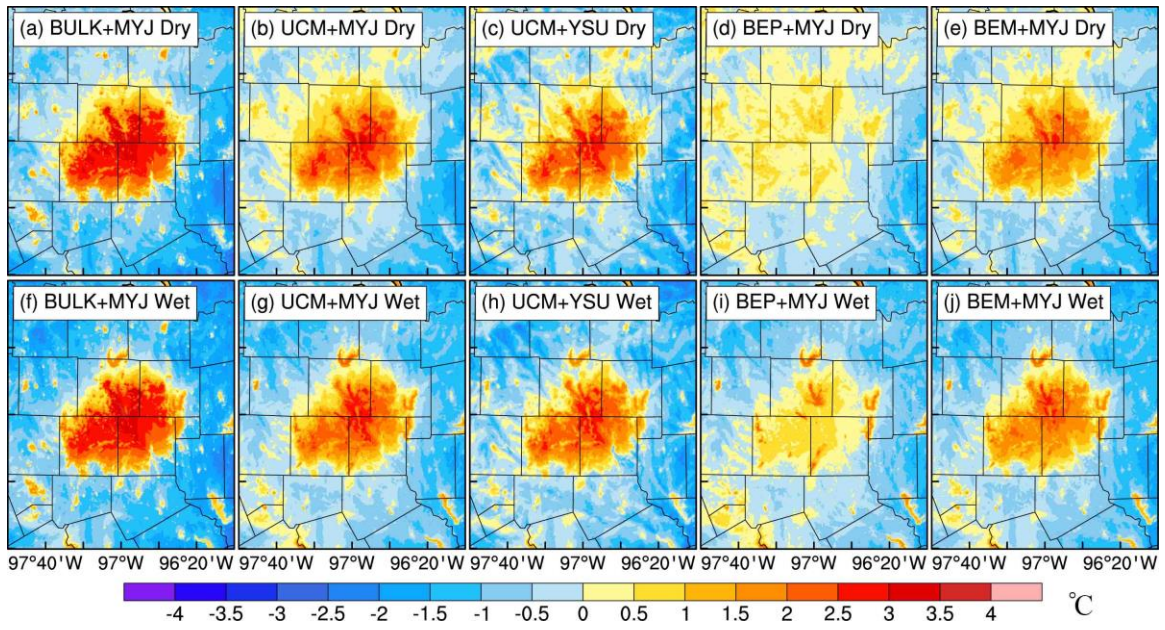 (a) BULK+MYJ Dry (b) UCM+MYJ Dry (c) UCM+YSU Dry (d) BEP+MYJ Dry (e) BEM+MYJ Dry
(f) BULK+MYJ Wet (g) UCM+MYJ Wet (h) UCM+YSU Wet (i) BEP+MYJ Wet (j) BEM+MYJ Wet
97°40'W 97°W 96°20'W 97°40'W 97°W 96°20'W 97°40'W 97°W 96°20'W 97°40'W 97°W 96°20'W 97°40'W 97°W 96°20'W
-4 -3.5 -3 -2.5 -2 -1.5 -1 -0.5 0 0.5 1 1.5 2 2.5 3 3.5 4 °C